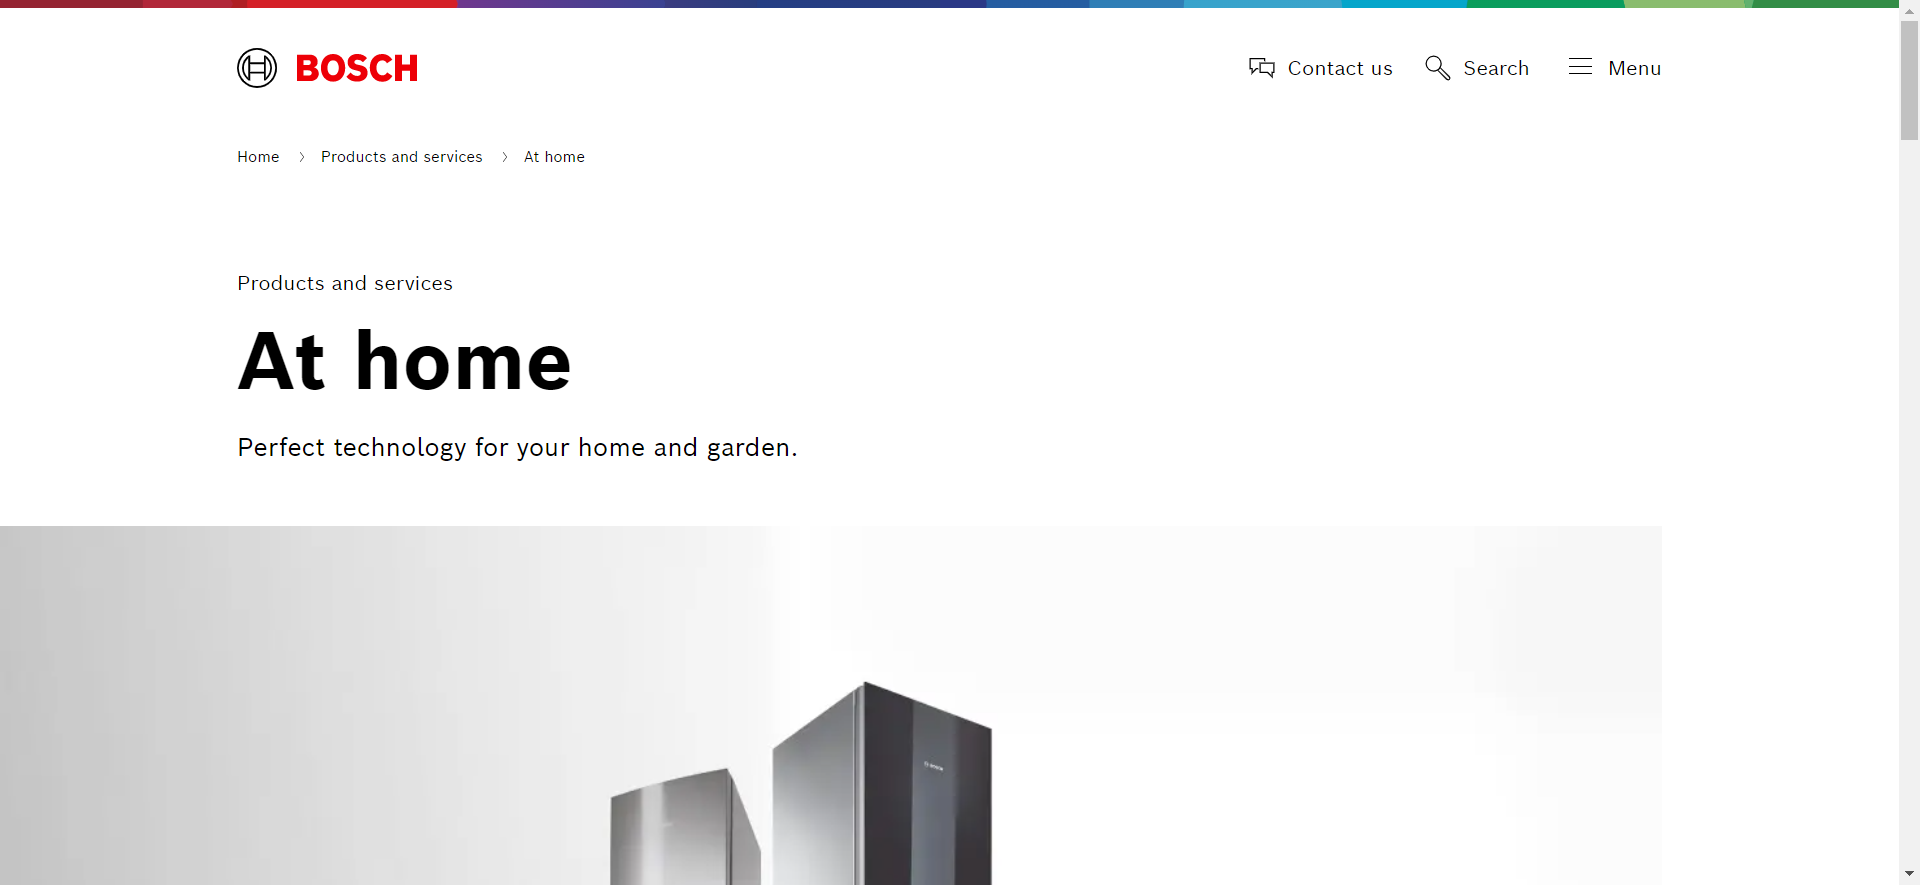 BOSCH
Contact us
Search
Menu
Home
Products and services
At home
Products and services
At home
Perfect technology for your home and garden.
BOSCH